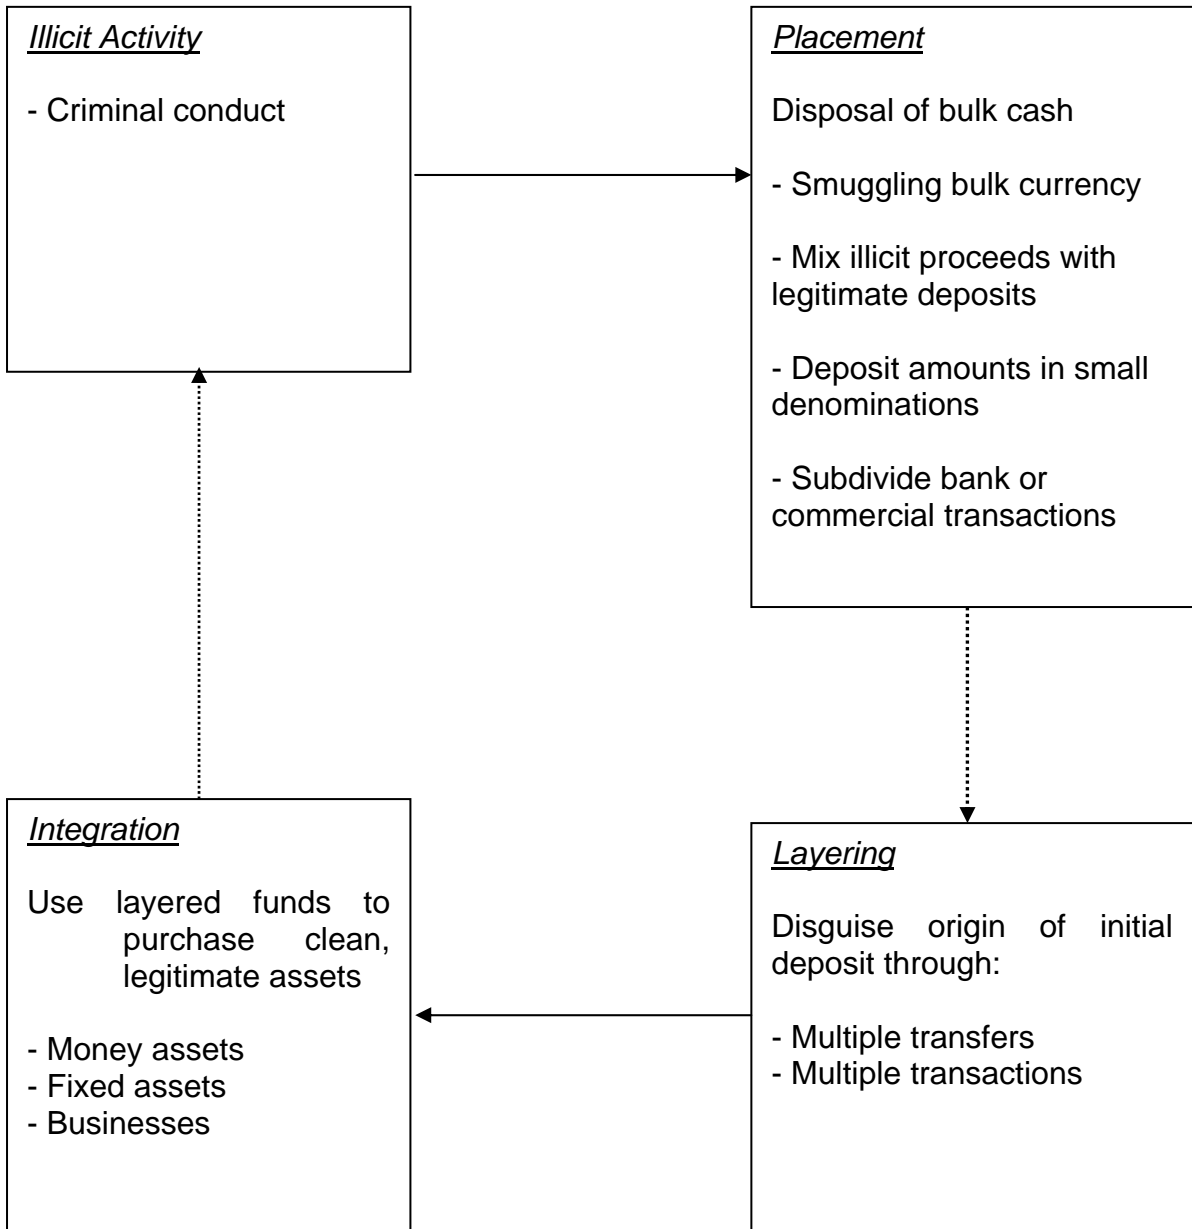 Illicit Activity
- Criminal conduct
Placement
Disposal of bulk cash
- Smuggling bulk currency
- Mix illicit proceeds with
legitimate deposits
- Deposit amounts in small
denominations
- Subdivide bank or
commercial transactions
Integration
Use layered funds to
purchase clean,
legitimate assets
- Money assets
- Fixed assets
- Businesses
Layering
Disguise origin of initial
deposit through:
- Multiple transfers
- Multiple transactions